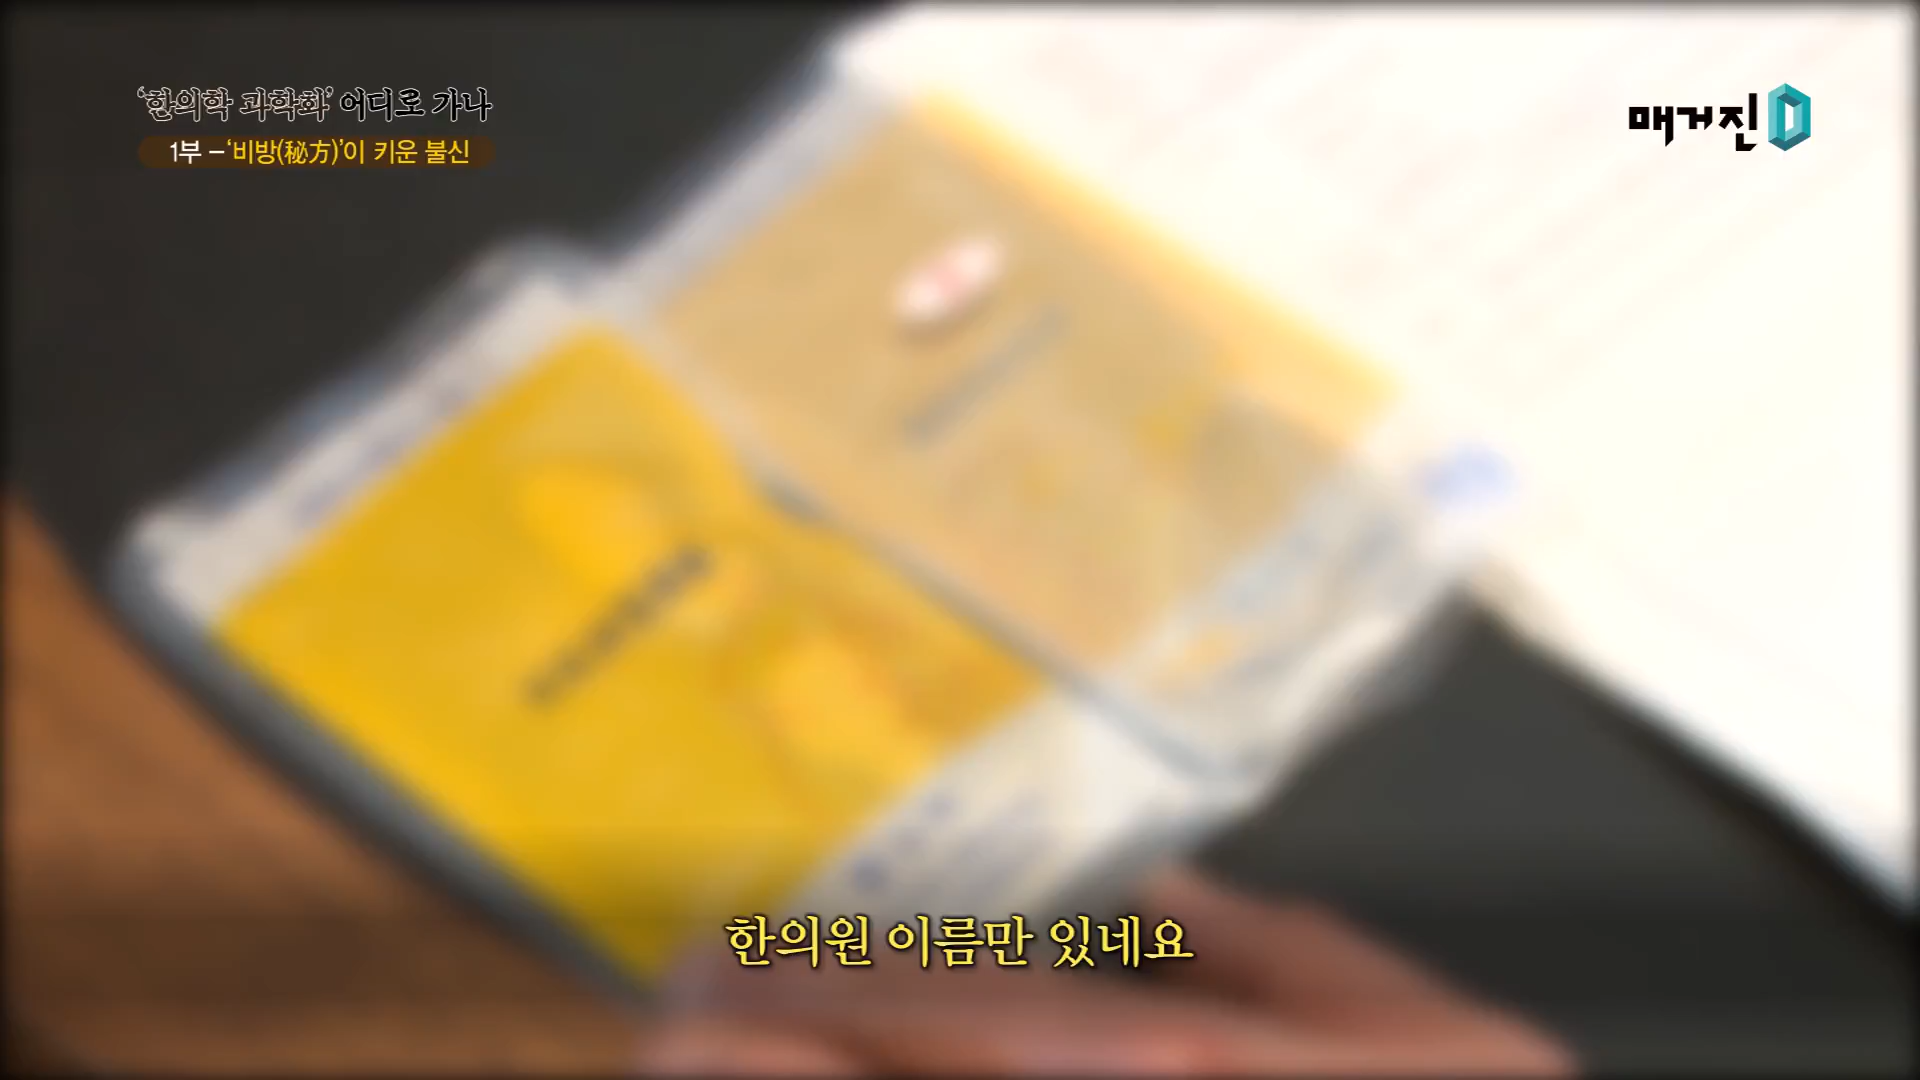 ‘한의학 과학화’ 어디로 가나
1부 – ‘비방(秘方)’이 키운 불신
매거진D
한의원 이름만 있네요